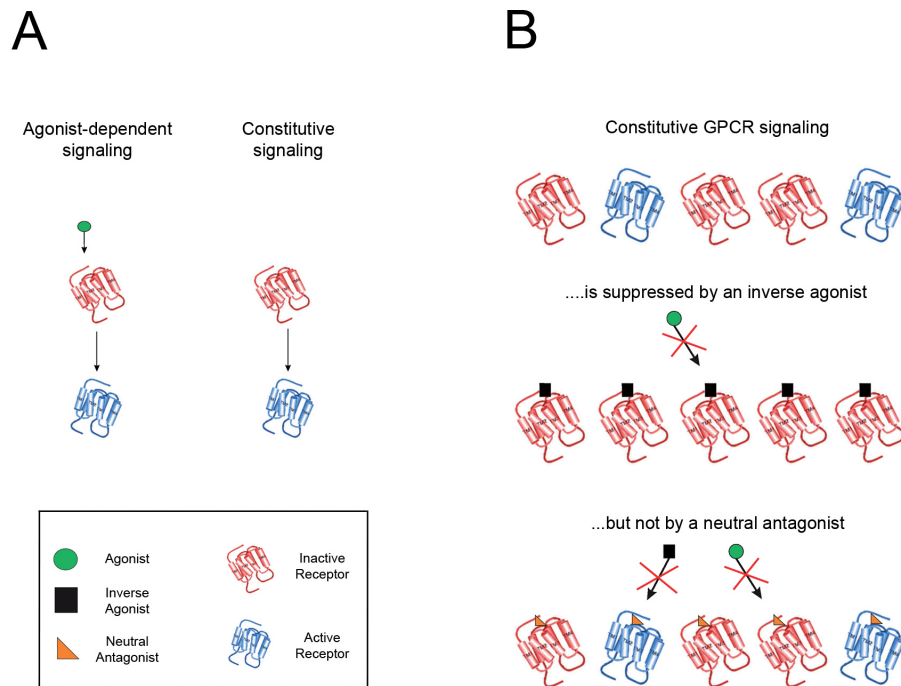 A
B
Agonist-dependent
signaling
Constitutive
signaling
Constitutive GPCR signaling
....is suppressed by an inverse agonist
...but not by a neutral antagonist
Agonist
Inverse
Agonist
Neutral
Antagonist
Inactive
Receptor
Active
Receptor